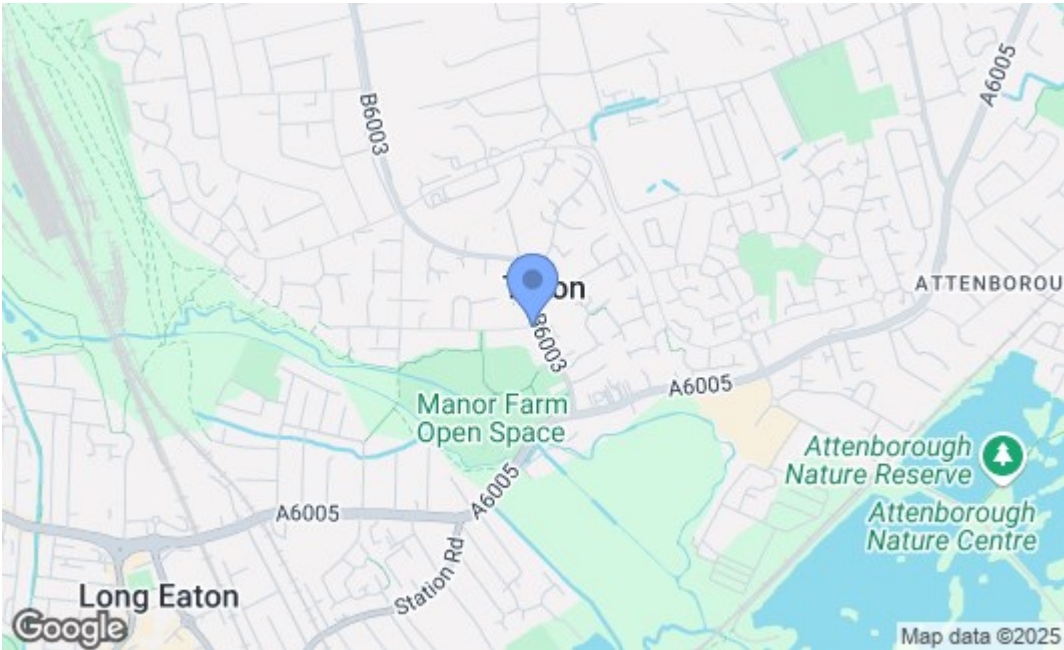 A6005
B6003
ATTENBOROU
B6003
A6005
Manor Farm
Open Space
Attenborough
Nature Reserve
A6005
A6005
Attenborough
Nature Centre
Station Rd
Long Eaton
Google
Map data ©2025